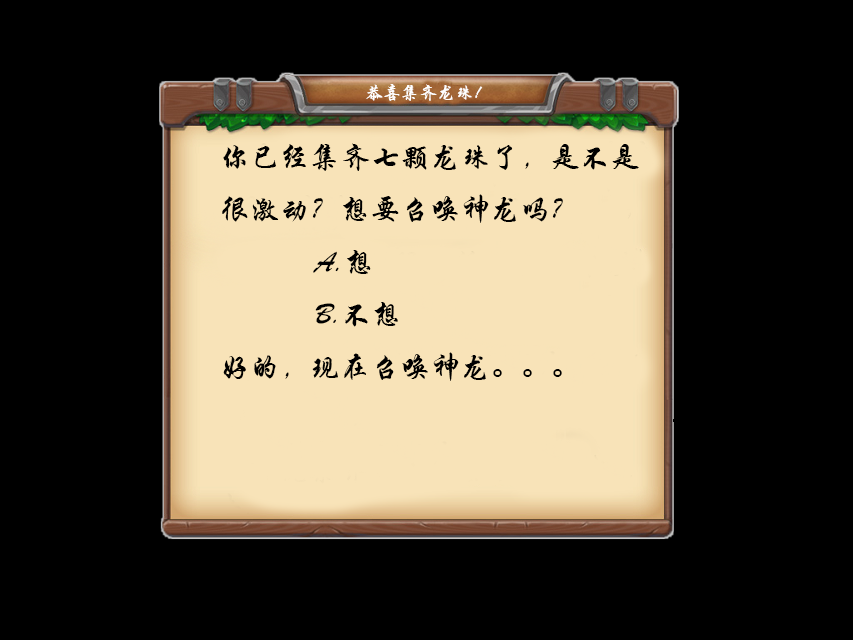 恭喜集齐龙珠!
你已经集齐七颗龙珠了，是不是
很激动? 想要召唤神龙吗?
A.想
B.不想
好的，现在召唤神龙。。。